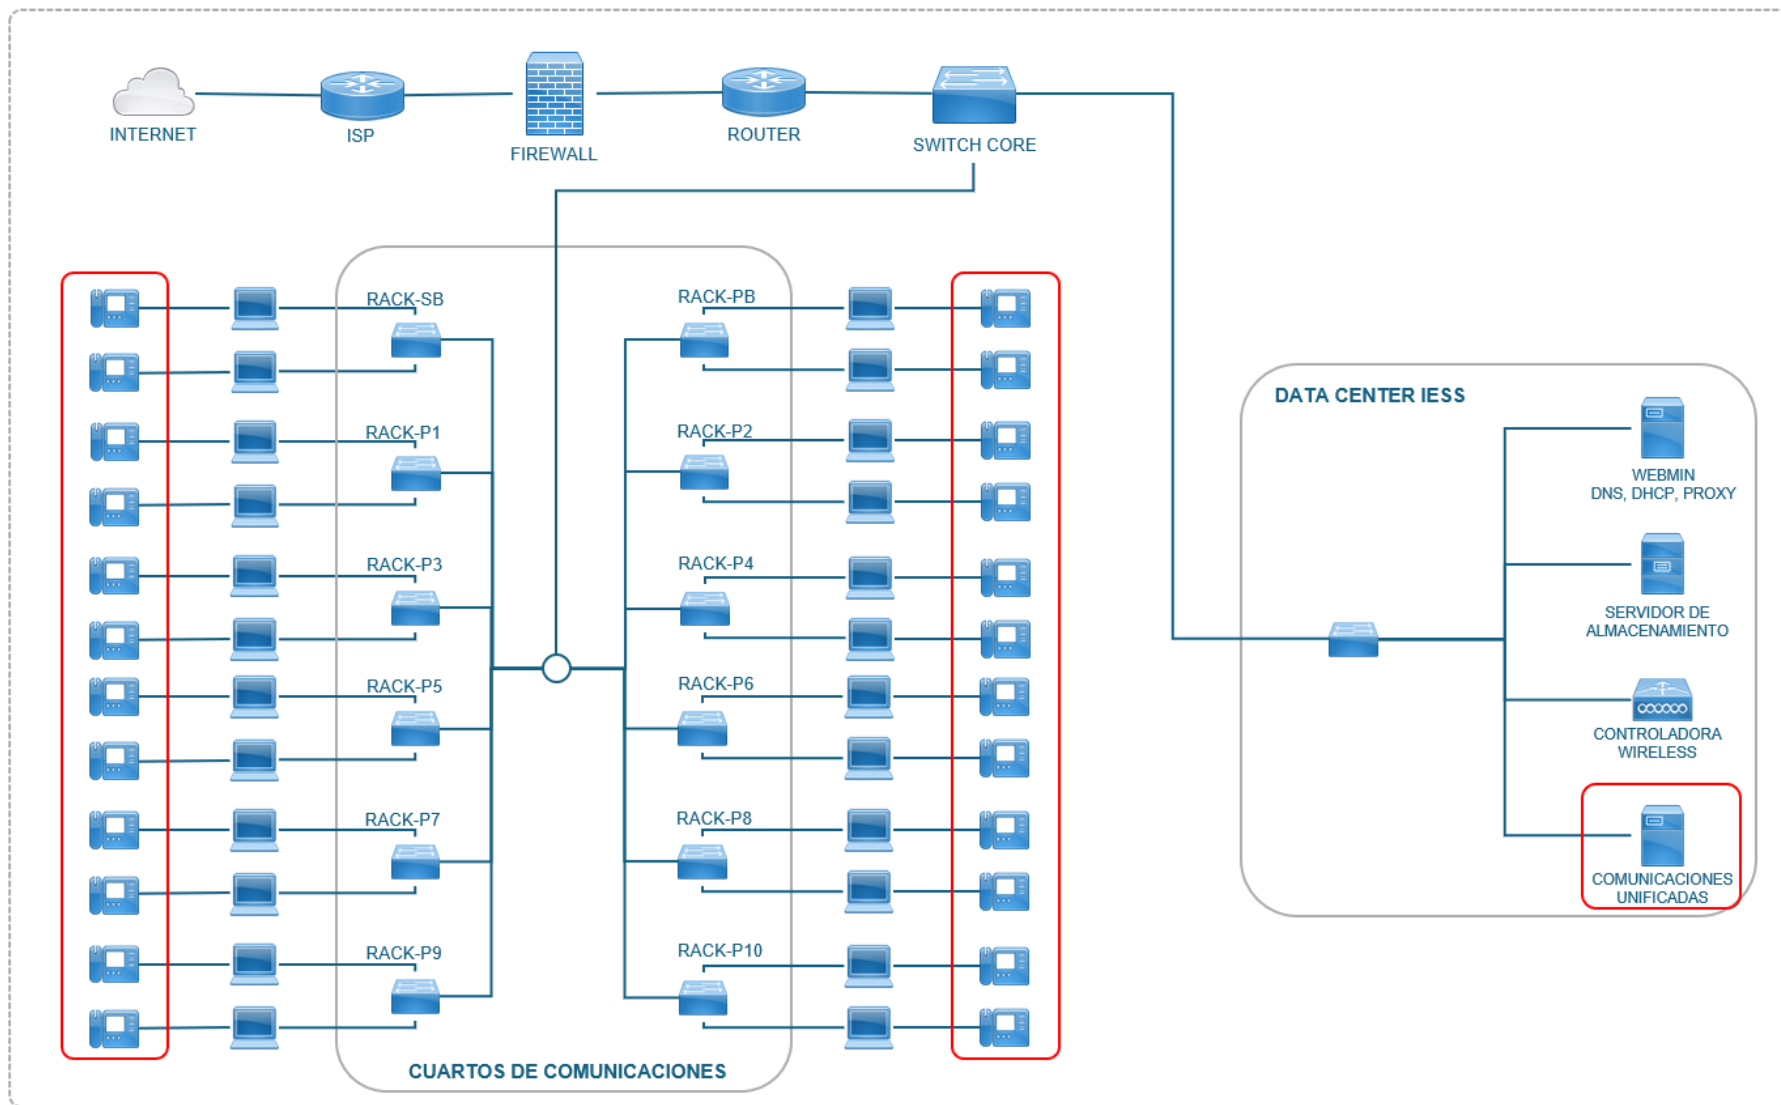 INTERNET
ISP
FIREWALL
ROUTER
SWITCH CORE
RACK-SB
RACK-PB
RACK-P1
RACK-P2
RACK-P3
RACK-P4
RACK-P5
RACK-P6
RACK-P7
RACK-P8
RACK-P9
RACK-P10
CUARTOS DE COMUNICACIONES
DATA CENTER IESS
WEBMIN
DNS, DHCP, PROXY
SERVIDOR DE
ALMACENAMIENTO
CONTROLADORA
WIRELESS
COMUNICACIONES
UNIFICADAS